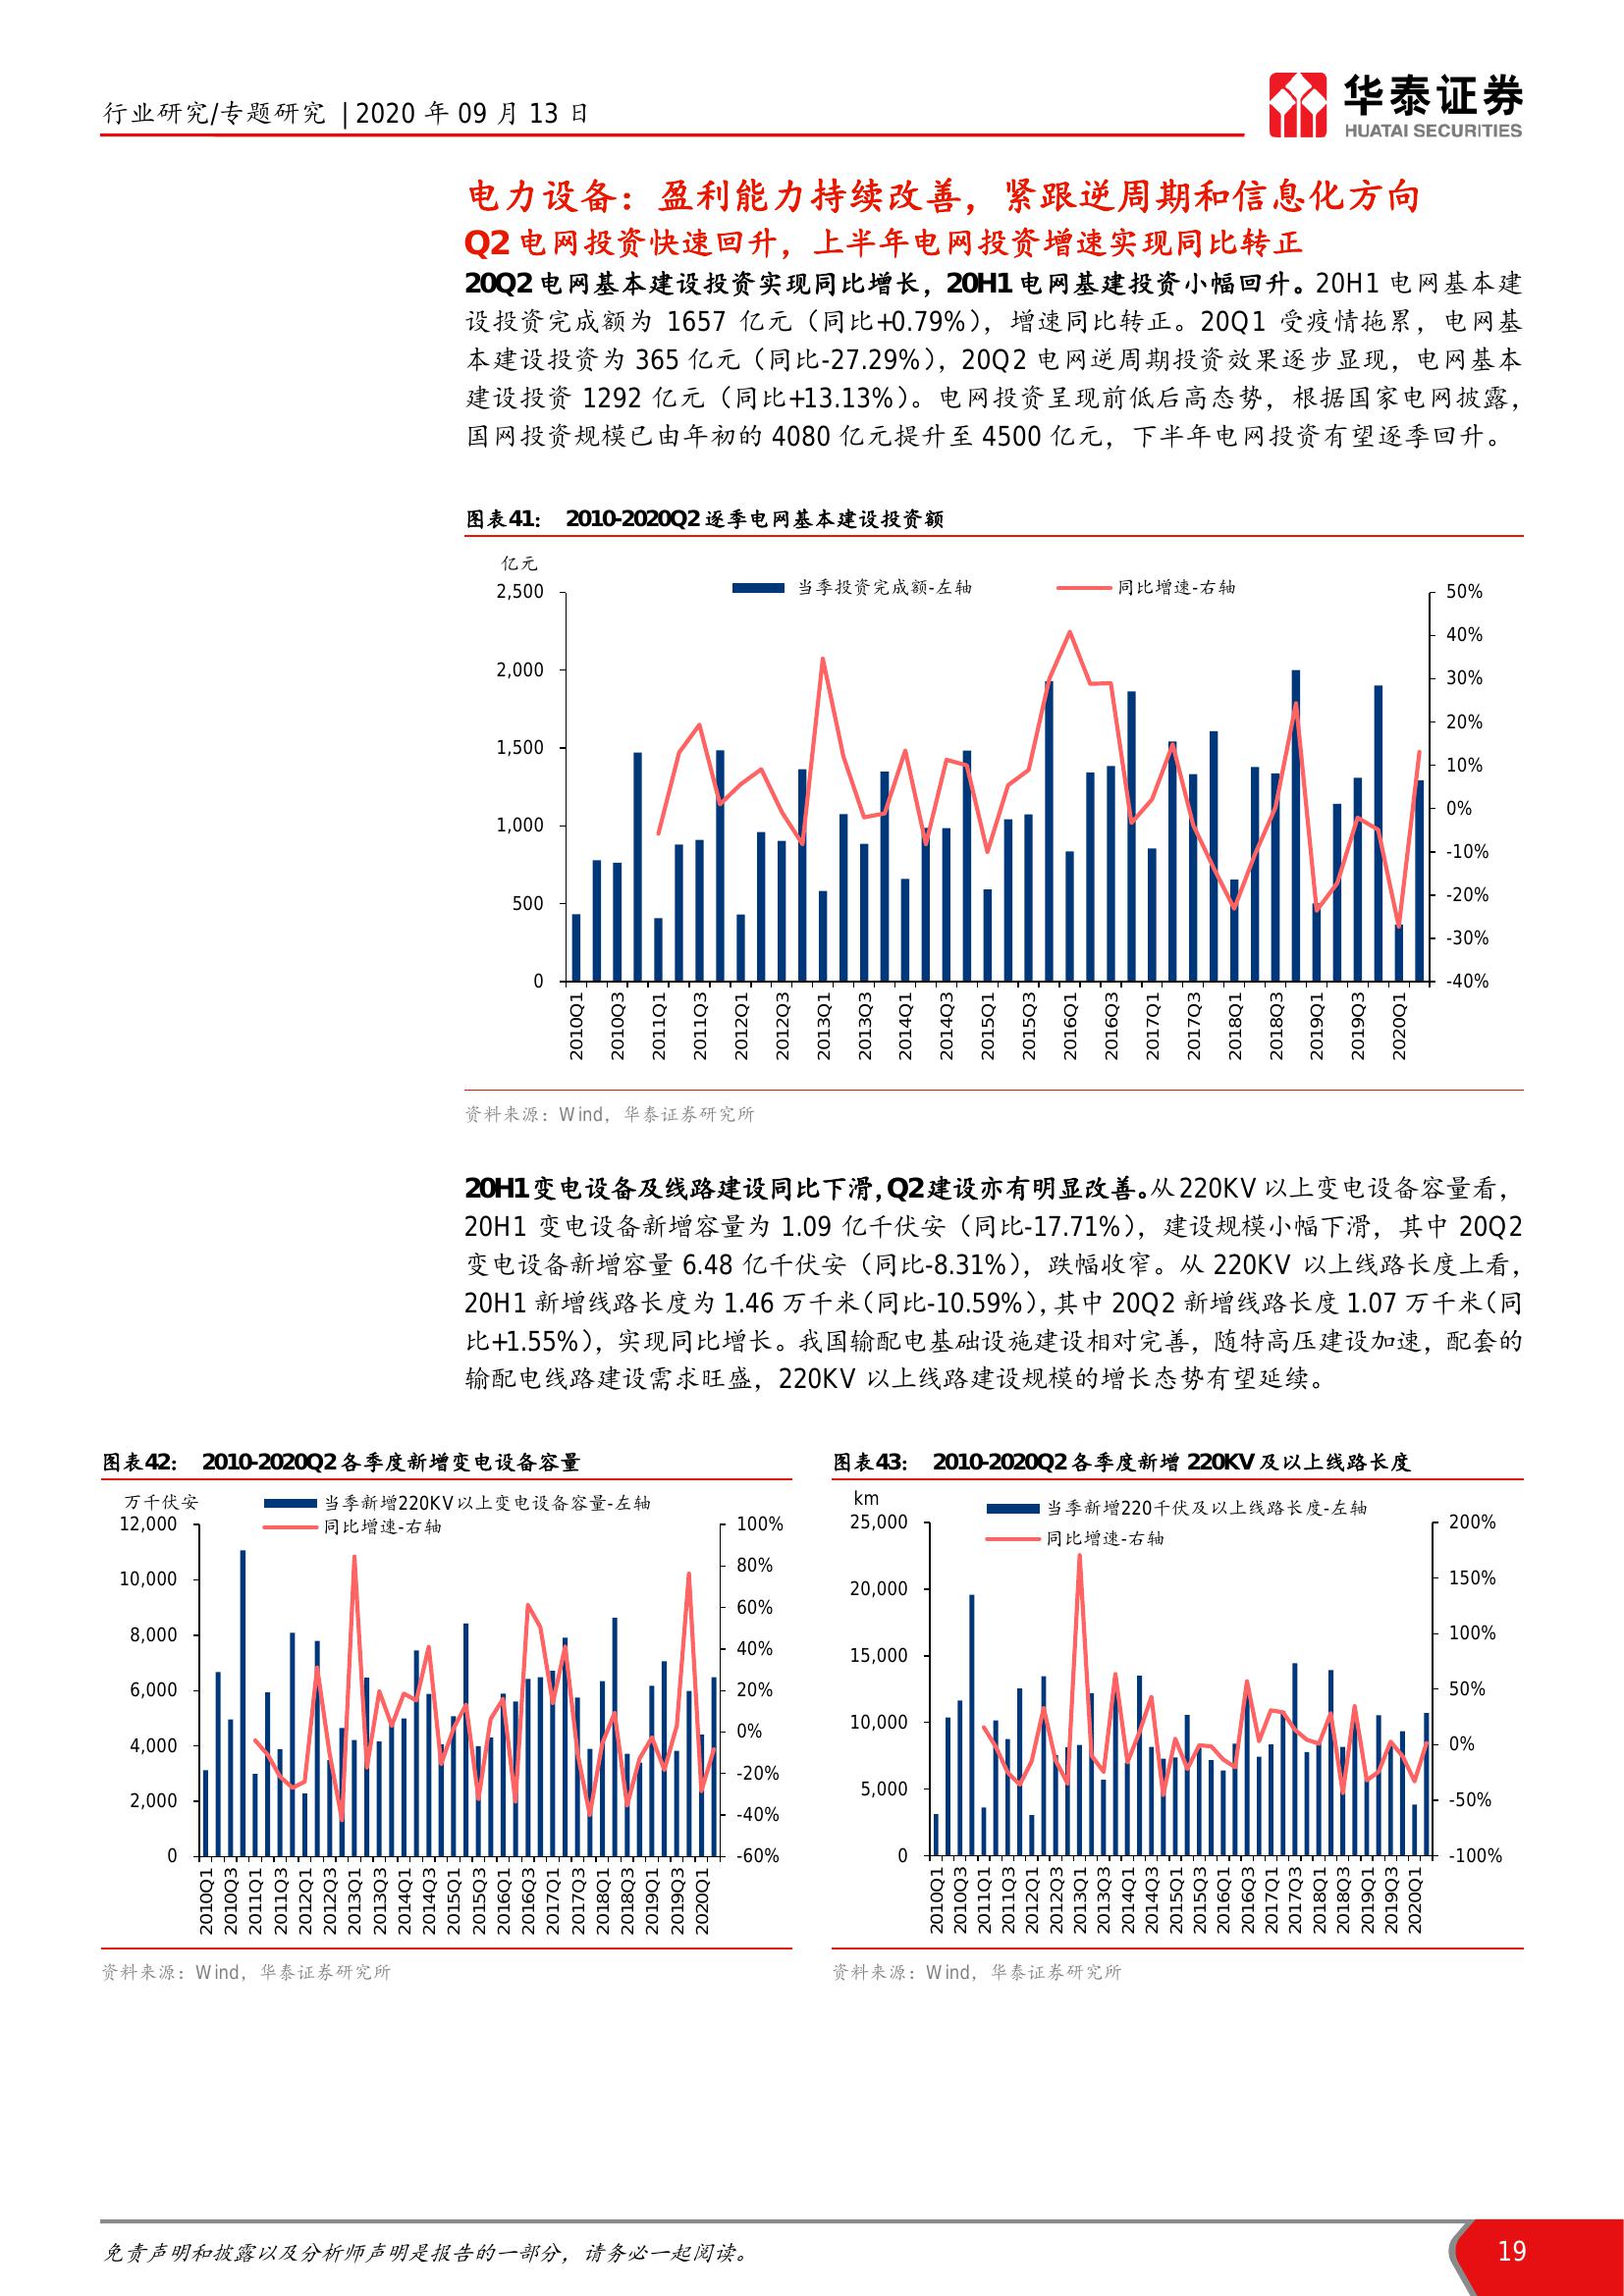 行业研究/专题研究 | 2020 年 09 月 13 日
华泰证券
HUATAI SECURITIES
电力设备：盈利能力持续改善，紧跟逆周期和信息化方向
Q2 电网投资快速回升，上半年电网投资增速实现同比转正
20Q2 电网基本建设投资实现同比增长，20H1 电网基建投资小幅回升。20H1 电网基本建
设投资完成额为 1657 亿元（同比+0.79%），增速同比转正。20Q1 受疫情拖累，电网基
本建设投资为 365 亿元（同比-27.29%），20Q2 电网逆周期投资效果逐步显现，电网基本
建设投资 1292 亿元（同比+13.13%）。电网投资呈现前低后高态势，根据国家电网披露，
国网投资规模已由年初的 4080 亿元提升至 4500 亿元，下半年电网投资有望逐季回升。
图表41： 2010-2020Q2 逐季电网基本建设投资额
亿元
当季投资完成额-左轴 同比增速-右轴
2,500 50%
40%
2,000 30%
20%
1,500 10%
1,000 0%
-10%
500 -20%
-30%
0 -40%
2010Q1 2010Q3 2011Q1 2011Q3 2012Q1 2012Q3 2013Q1 2013Q3 2014Q1 2014Q3 2015Q1 2015Q3 2016Q1 2016Q3 2017Q1 2017Q3 2018Q1 2018Q3 2019Q1 2019Q3 2020Q1
资料来源：Wind，华泰证券研究所
20H1 变电设备及线路建设同比下滑，Q2 建设亦有明显改善。从 220KV 以上变电设备容量看，
20H1 变电设备新增容量为 1.09 亿千伏安（同比-17.71%），建设规模小幅下滑，其中 20Q2
变电设备新增容量 6.48 亿千伏安（同比-8.31%），跌幅收窄。从 220KV 以上线路长度上看，
20H1 新增线路长度为 1.46 万千米（同比-10.59%），其中 20Q2 新增线路长度 1.07 万千米（同
比+1.55%），实现同比增长。我国输配电基础设施建设相对完善，随特高压建设加速，配套的
输配电线路建设需求旺盛，220KV 以上线路建设规模的增长态势有望延续。
图表42： 2010-2020Q2 各季度新增变电设备容量
万千伏安
当季新增220KV以上变电设备容量-左轴
同比增速-右轴
12,000 100%
10,000 80%
60%
8,000 40%
6,000 20%
4,000 0%
-20%
2,000 -40%
0 -60%
2010Q1 2010Q3 2011Q1 2011Q3 2012Q1 2012Q3 2013Q1 2013Q3 2014Q1 2014Q3 2015Q1 2015Q3 2016Q1 2016Q3 2017Q1 2017Q3 2018Q1 2018Q3 2019Q1 2019Q3 2020Q1
资料来源：Wind，华泰证券研究所
图表43： 2010-2020Q2 各季度新增 220KV 及以上线路长度
km
当季新增220千伏及以上线路长度-左轴
同比增速-右轴
25,000 200%
20,000 150%
15,000 100%
50%
10,000 0%
5,000 -50%
0 -100%
2010Q1 2010Q3 2011Q1 2011Q3 2012Q1 2012Q3 2013Q1 2013Q3 2014Q1 2014Q3 2015Q1 2015Q3 2016Q1 2016Q3 2017Q1 2017Q3 2018Q1 2018Q3 2019Q1 2019Q3 2020Q1
资料来源：Wind，华泰证券研究所
免责声明和披露以及分析师声明是报告的一部分，请务必一起阅读。
19